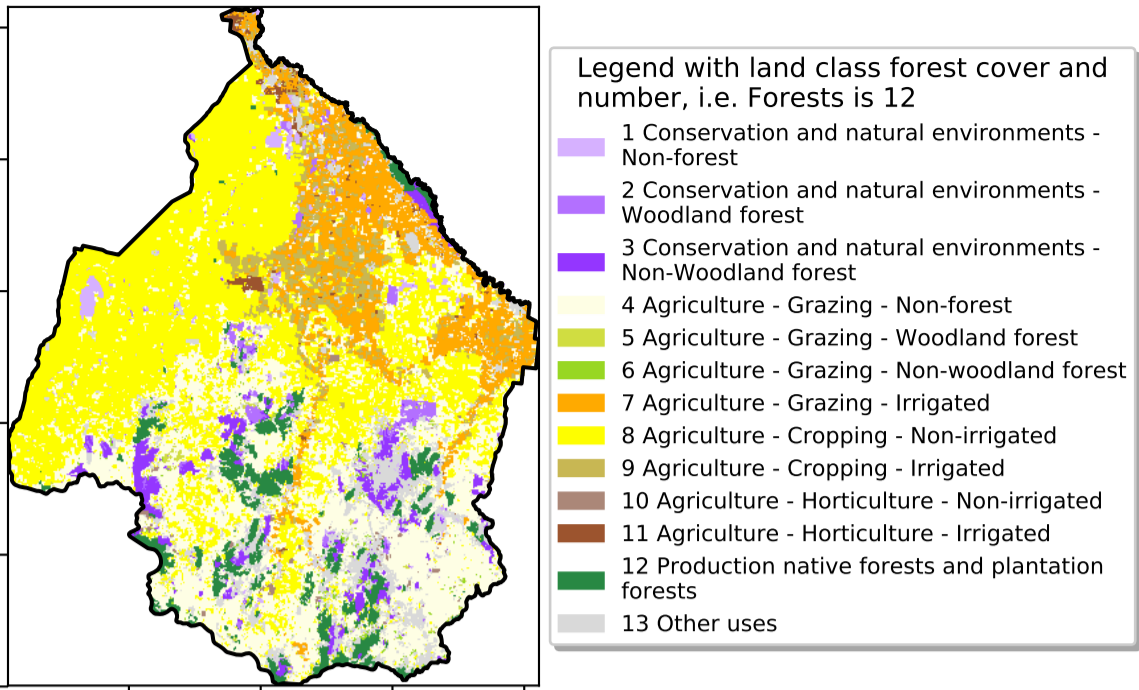 Legend with land class forest cover and
number, i.e. Forests is 12
1 Conservation and natural environments -
Non-forest
2 Conservation and natural environments -
Woodland forest
3 Conservation and natural environments -
Non-Woodland forest
4 Agriculture - Grazing - Non-forest
5 Agriculture - Grazing - Woodland forest
6 Agriculture - Grazing - Non-woodland forest
7 Agriculture - Grazing - Irrigated
8 Agriculture - Cropping - Non-irrigated
9 Agriculture - Cropping - Irrigated
10 Agriculture - Horticulture - Non-irrigated
11 Agriculture - Horticulture - Irrigated
12 Production native forests and plantation
forests
13 Other uses